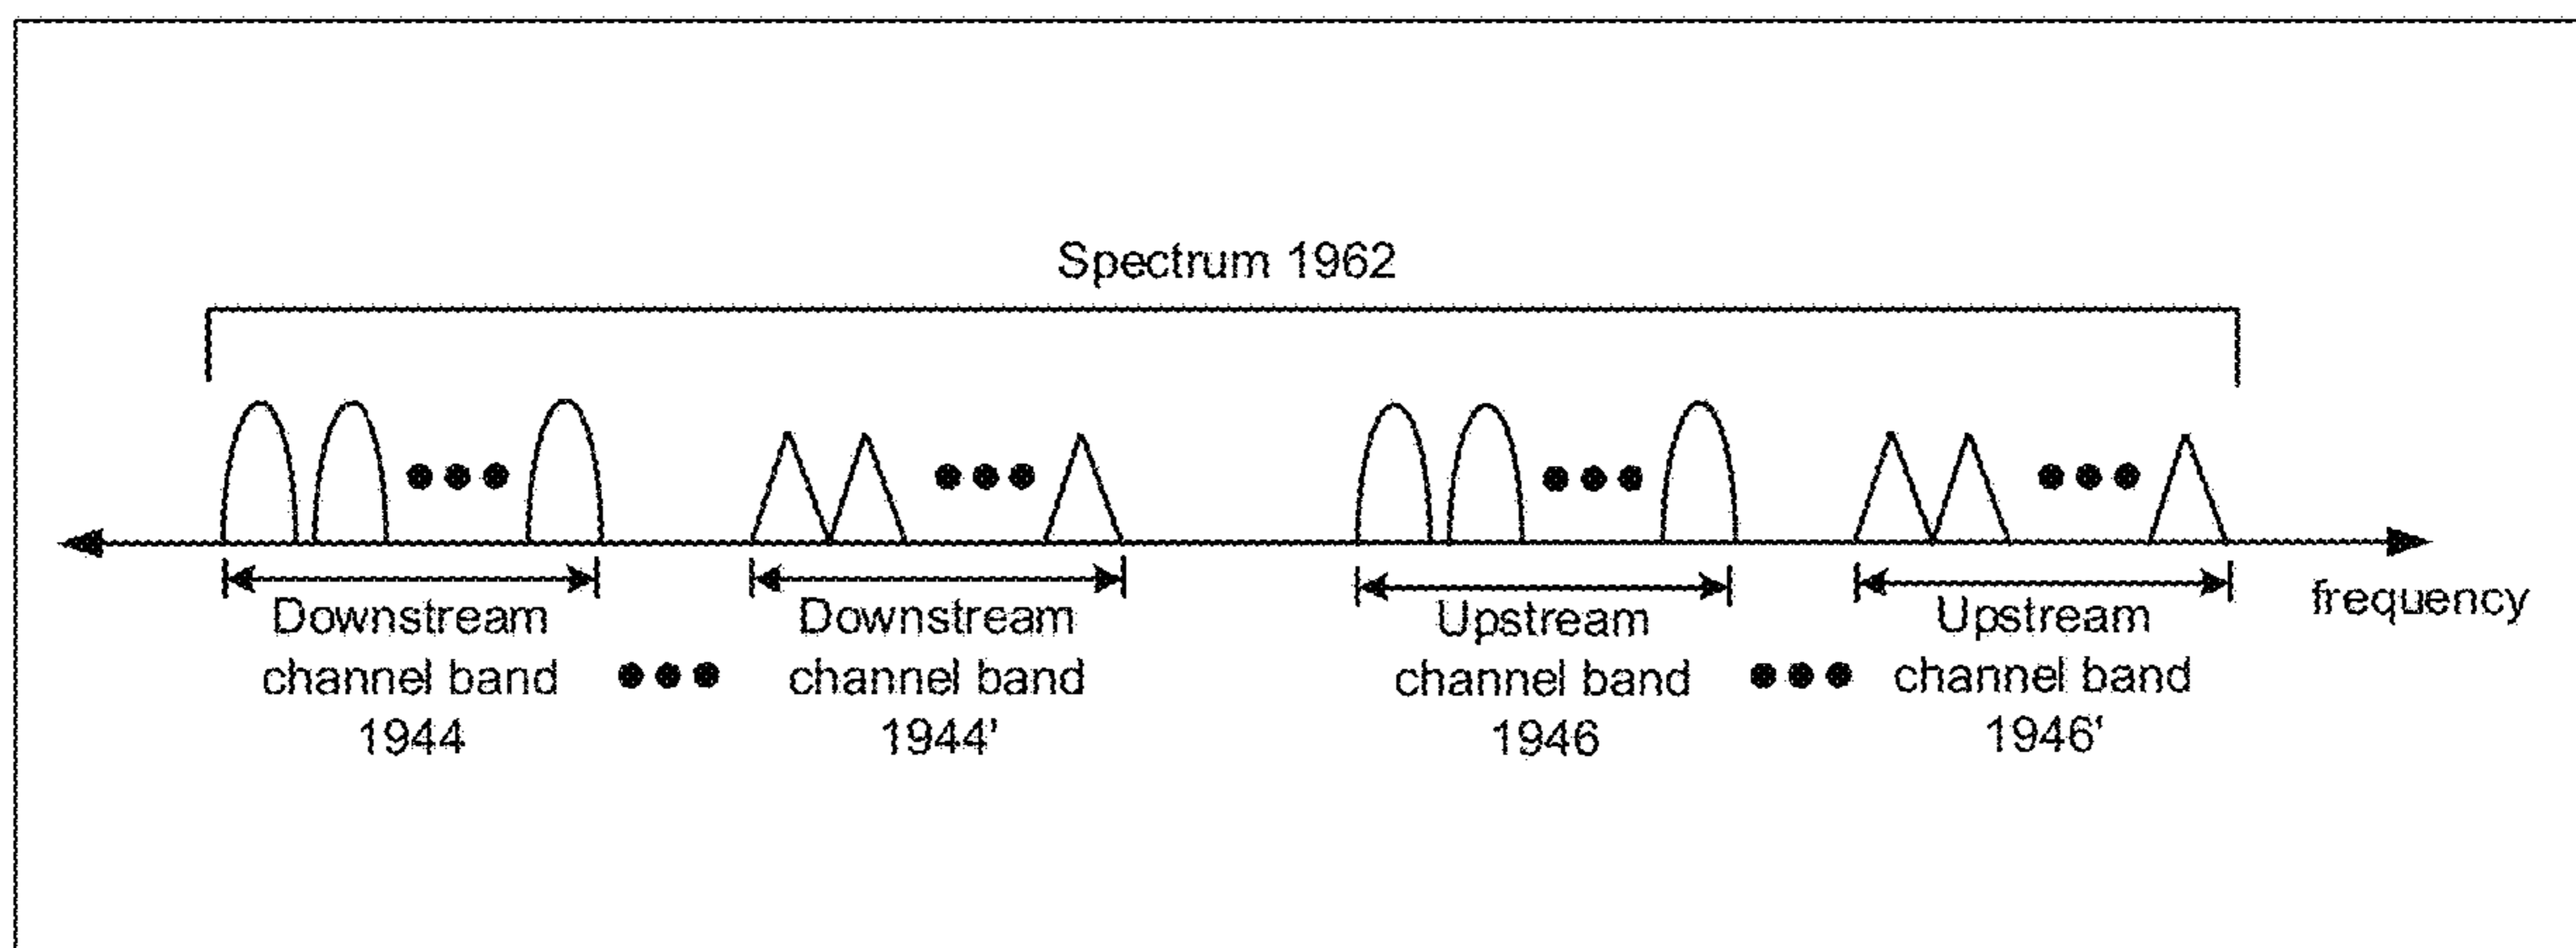 Spectrum 1962
Downstream
channel band
1944
Downstream
channel band
1944'
Upstream
channel band
1946
Upstream
channel band
1946'
frequency